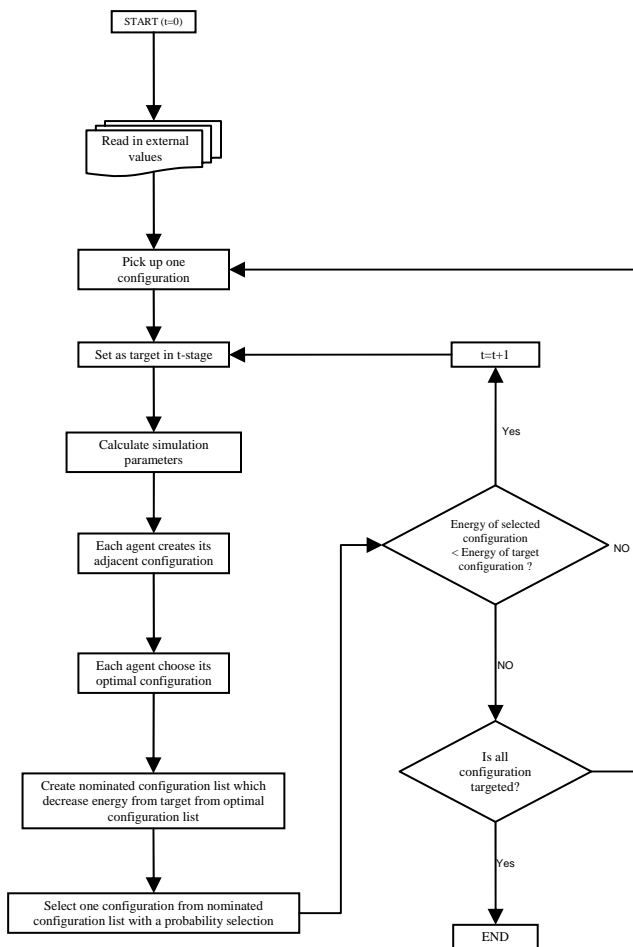 START (t=0)
Read in external
values
Pick up one
configuration
Set as target in t-stage
t=t+1
Calculate simulation
parameters
Yes
Each agent creates its
adjacent configuration
Energy of selected
configuration
< Energy of target
configuration ?
NO
Each agent choose its
optimal configuration
NO
Create nominated configuration list which
decrease energy from target from optimal
configuration list
Is all
configuration
targeted?
Yes
Select one configuration from nominated
configuration list with a probability selection
END